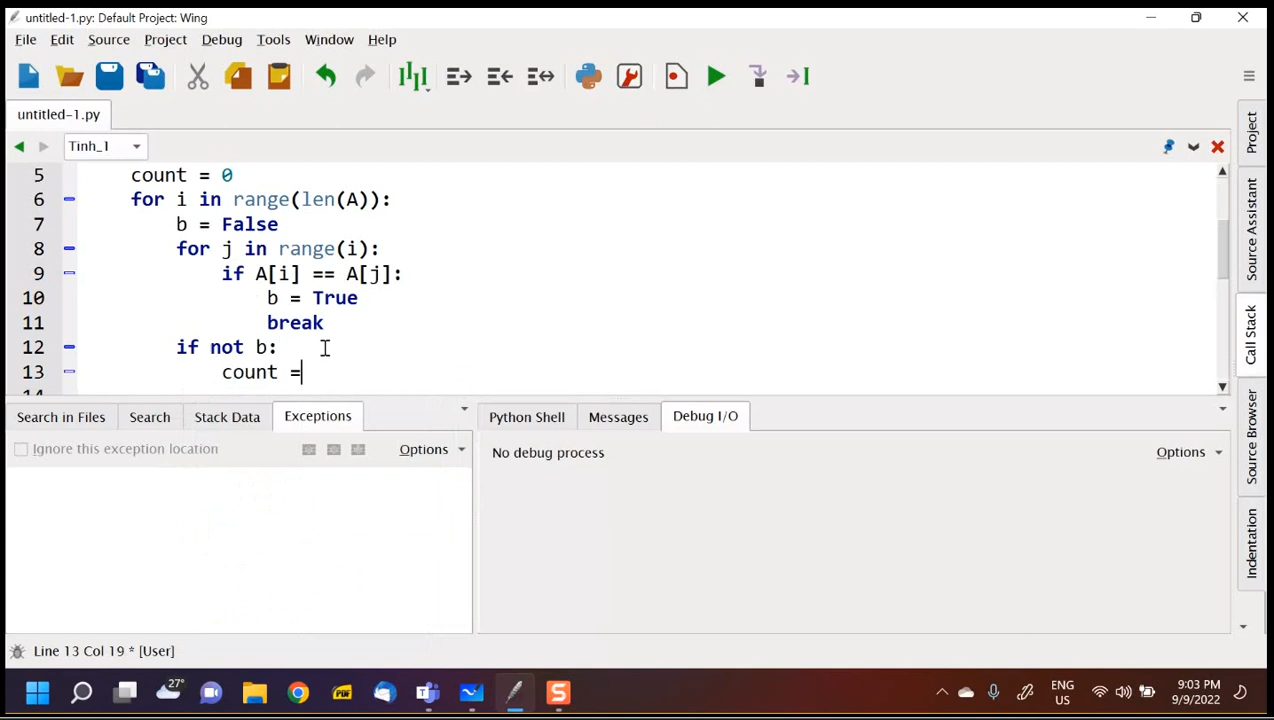 untitled-1.py: Default Project: Wing
File Edit Source Project Debug Tools Window Help
untitled-1.py
Tinh_1
5 count = 0
6 for i in range(len(A)):
7 b = False
8 for j in range(i):
9 if A[i] == A[j]:
10 b = True
11 break
12 if not b:
13 count =
Project
Source Assistant
Call Stack
Source Browser
Indentation
Search in Files Search Stack Data Exceptions
Ignore this exception location Options
Python Shell Messages Debug I/O
No debug process Options
Line 13 Col 19 * [User]
27°
PDF
S
ENG
US
9:03 PM
9/9/2022